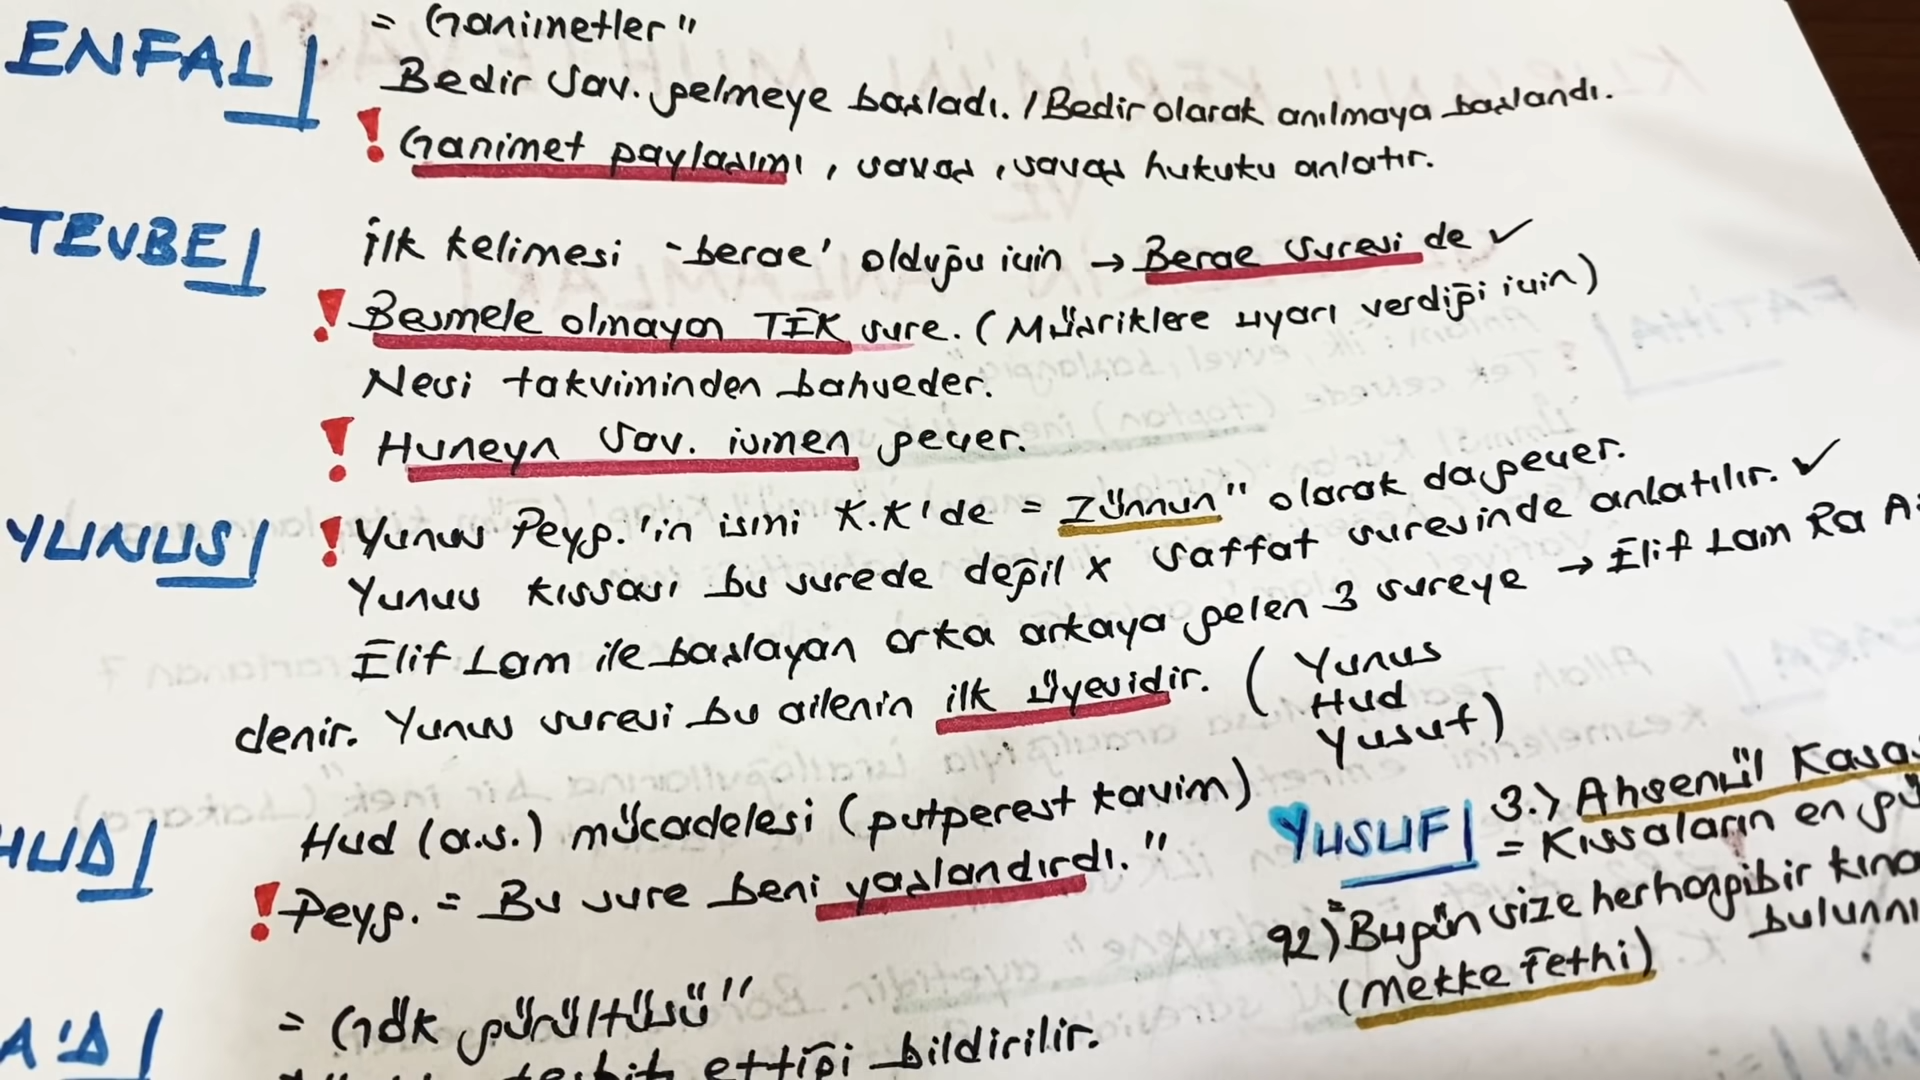 ENFAL
= Ganimetler"
Bedir Sav. gelmeye başladı. / Bedir olarak anılmaya başlandı.
! Ganimet paylaşımı, savaş, savaş hukuku anlatır.
TEVBE
İlk kelimesi -berae' olduğu için → Berae Suresi de ✓
! Besmele olmayan TEK sure. (Müşriklere uyarı verdiği için)
Nesi takviminden bahseder.
! Huneyn Sav. ismen geçer.
YUNUS
! Yunus Peyg.'in ismi K.K'de = Zünnun" olarak da geçer.
Yunus kıssası bu surede değil x Saffat suresinde anlatılır. ✓
Elif Lam ile başlayan arka arkaya gelen 3 sureye → Elif Lam Ra
denir. Yunus suresi bu ailenin ilk üyesidir. (Yunus
Hud
Yusuf)
HUD
Hud (a.s.) mücadelesi (putperest kavim)
! Peyg. = Bu sure beni yaşlandırdı."
YUSUF
3.) Ahsenü'l
= Kıssaların en
92) "Bugün size herhangibir
(Mekke Fethi)
= Gök gürültüsü"
ettiği bildirilir.